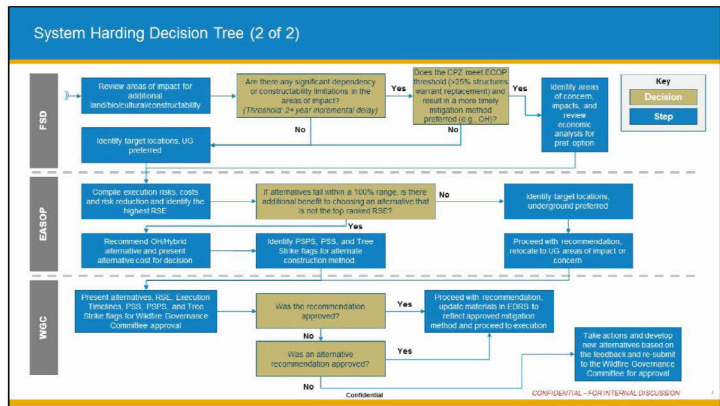 System Harding Decision Tree (2 of 2)
FSD
Review areas of impact for
additional
land/bio/cultural/constructability
Are there any significant dependency
or constructability limitations in the
areas of impact?
(Threshold: 2+ year incremental delay)
Yes
No
Does the CPZ meet ECOP
threshold (>25% structures
warrant replacement) and
result in a more timely
mitigation method
preferred (e.g., OH)?
Yes
No
Identify areas
of concern,
impacts, and
review
economic
analysis for
pref. option
Key
Decision
Step
Identify target locations, UG
preferred
EASOP
Compile execution risks, costs
and risk reduction and identify the
highest RSE
If alternatives fall within a 100% range, is there
additional benefit to choosing an alternative that
is not the top ranked RSE?
No
Yes
Identify target locations,
underground preferred
Recommend OH/Hybrid
alternative and present
alternative cost for decision
Identify PSPS, PSS, and Tree
Strike flags for alternate
construction method.
Proceed with recommendation,
relocate to UG areas of impact or
concern
WGC
Present alternatives, RSE, Execution
Timelines, PSS, PSPS, and Tree
Strike flags for Wildfire Governance
Committee approval
Was the recommendation
approved?
Yes
No
Proceed with recommendation,
update materials in EDRS to
reflect approved mitigation
method and proceed to execution
Was an alternative
recommendation approved?
Yes
No
Take actions and develop
new alternatives based on
the feedback and re-submit
to the Wildfire Governance
Committee for approval
Confidential
CONFIDENTIAL – FOR INTERNAL DISCUSSION